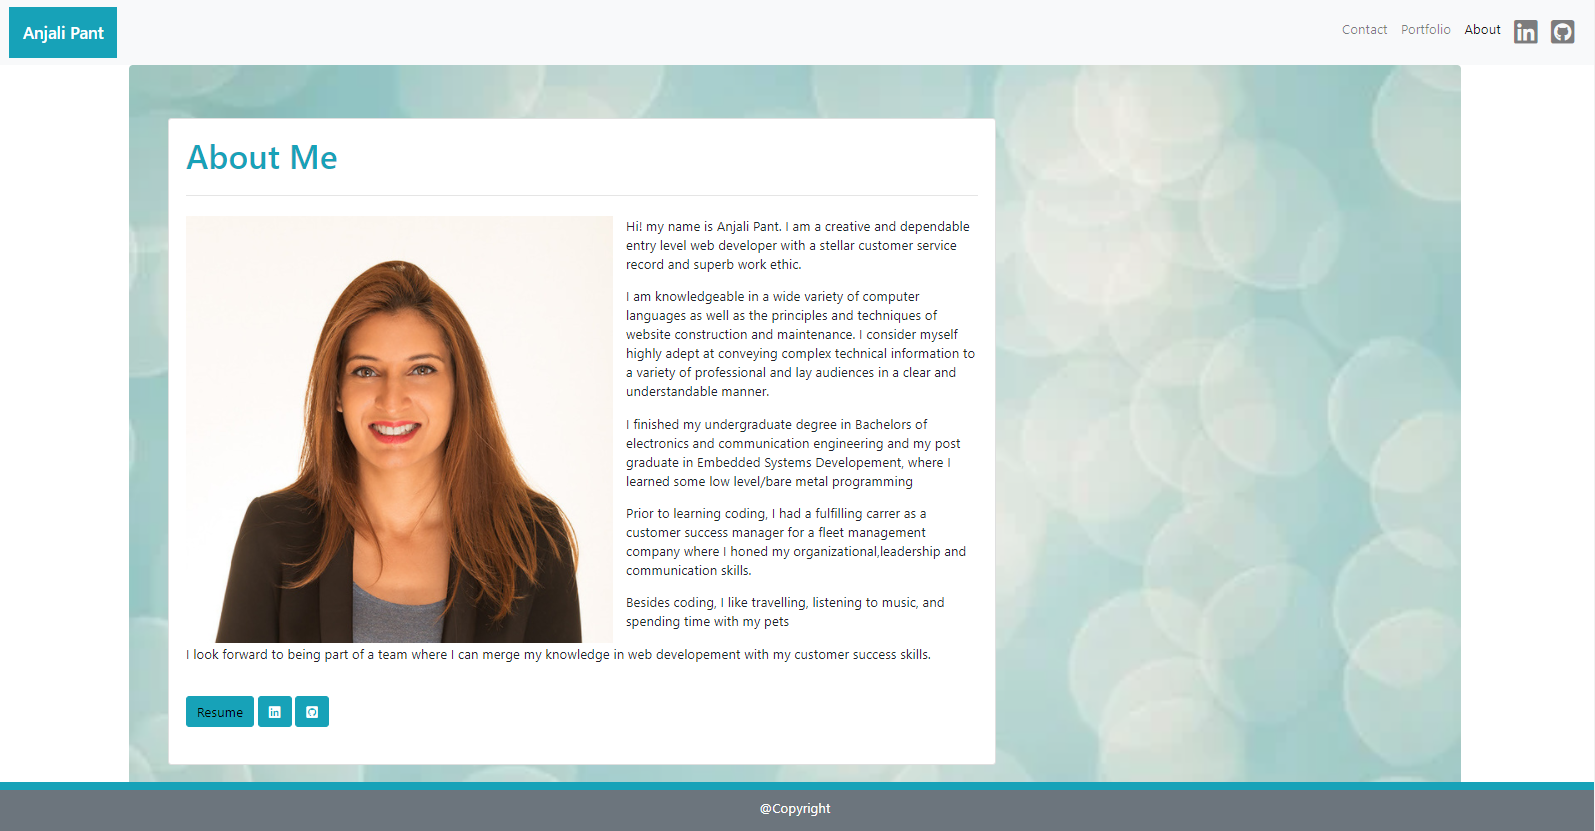 Anjali Pant
Contact Portfolio About
About Me
Hi! my name is Anjali Pant. I am a creative and dependable
entry level web developer with a stellar customer service
record and superb work ethic.
I am knowledgeable in a wide variety of computer
languages as well as the principles and techniques of
website construction and maintenance. I consider myself
highly adept at conveying complex technical information to
a variety of professional and lay audiences in a clear and
understandable manner.
I finished my undergraduate degree in Bachelors of
electronics and communication engineering and my post
graduate in Embedded Systems Developement, where I
learned some low level/bare metal programming
Prior to learning coding, I had a fulfilling carrer as a
customer success manager for a fleet management
company where I honed my organizational,leadership and
communication skills.
Besides coding, I like travelling, listening to music, and
spending time with my pets
I look forward to being part of a team where I can merge my knowledge in web developement with my customer success skills.
Resume
@Copyright